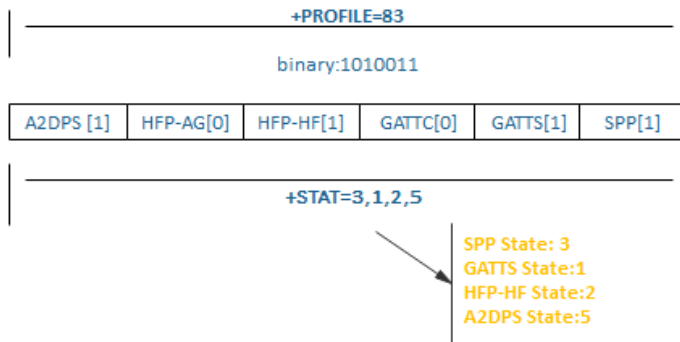 +PROFILE=83
binary:1010011
A2DPS [1] HFP-AG[0] HFP-HF[1] GATTC[0] GATTS[1] SPP[1]
+STAT=3,1,2,5
SPP State: 3
GATTS State:1
HFP-HF State:2
A2DPS State:5